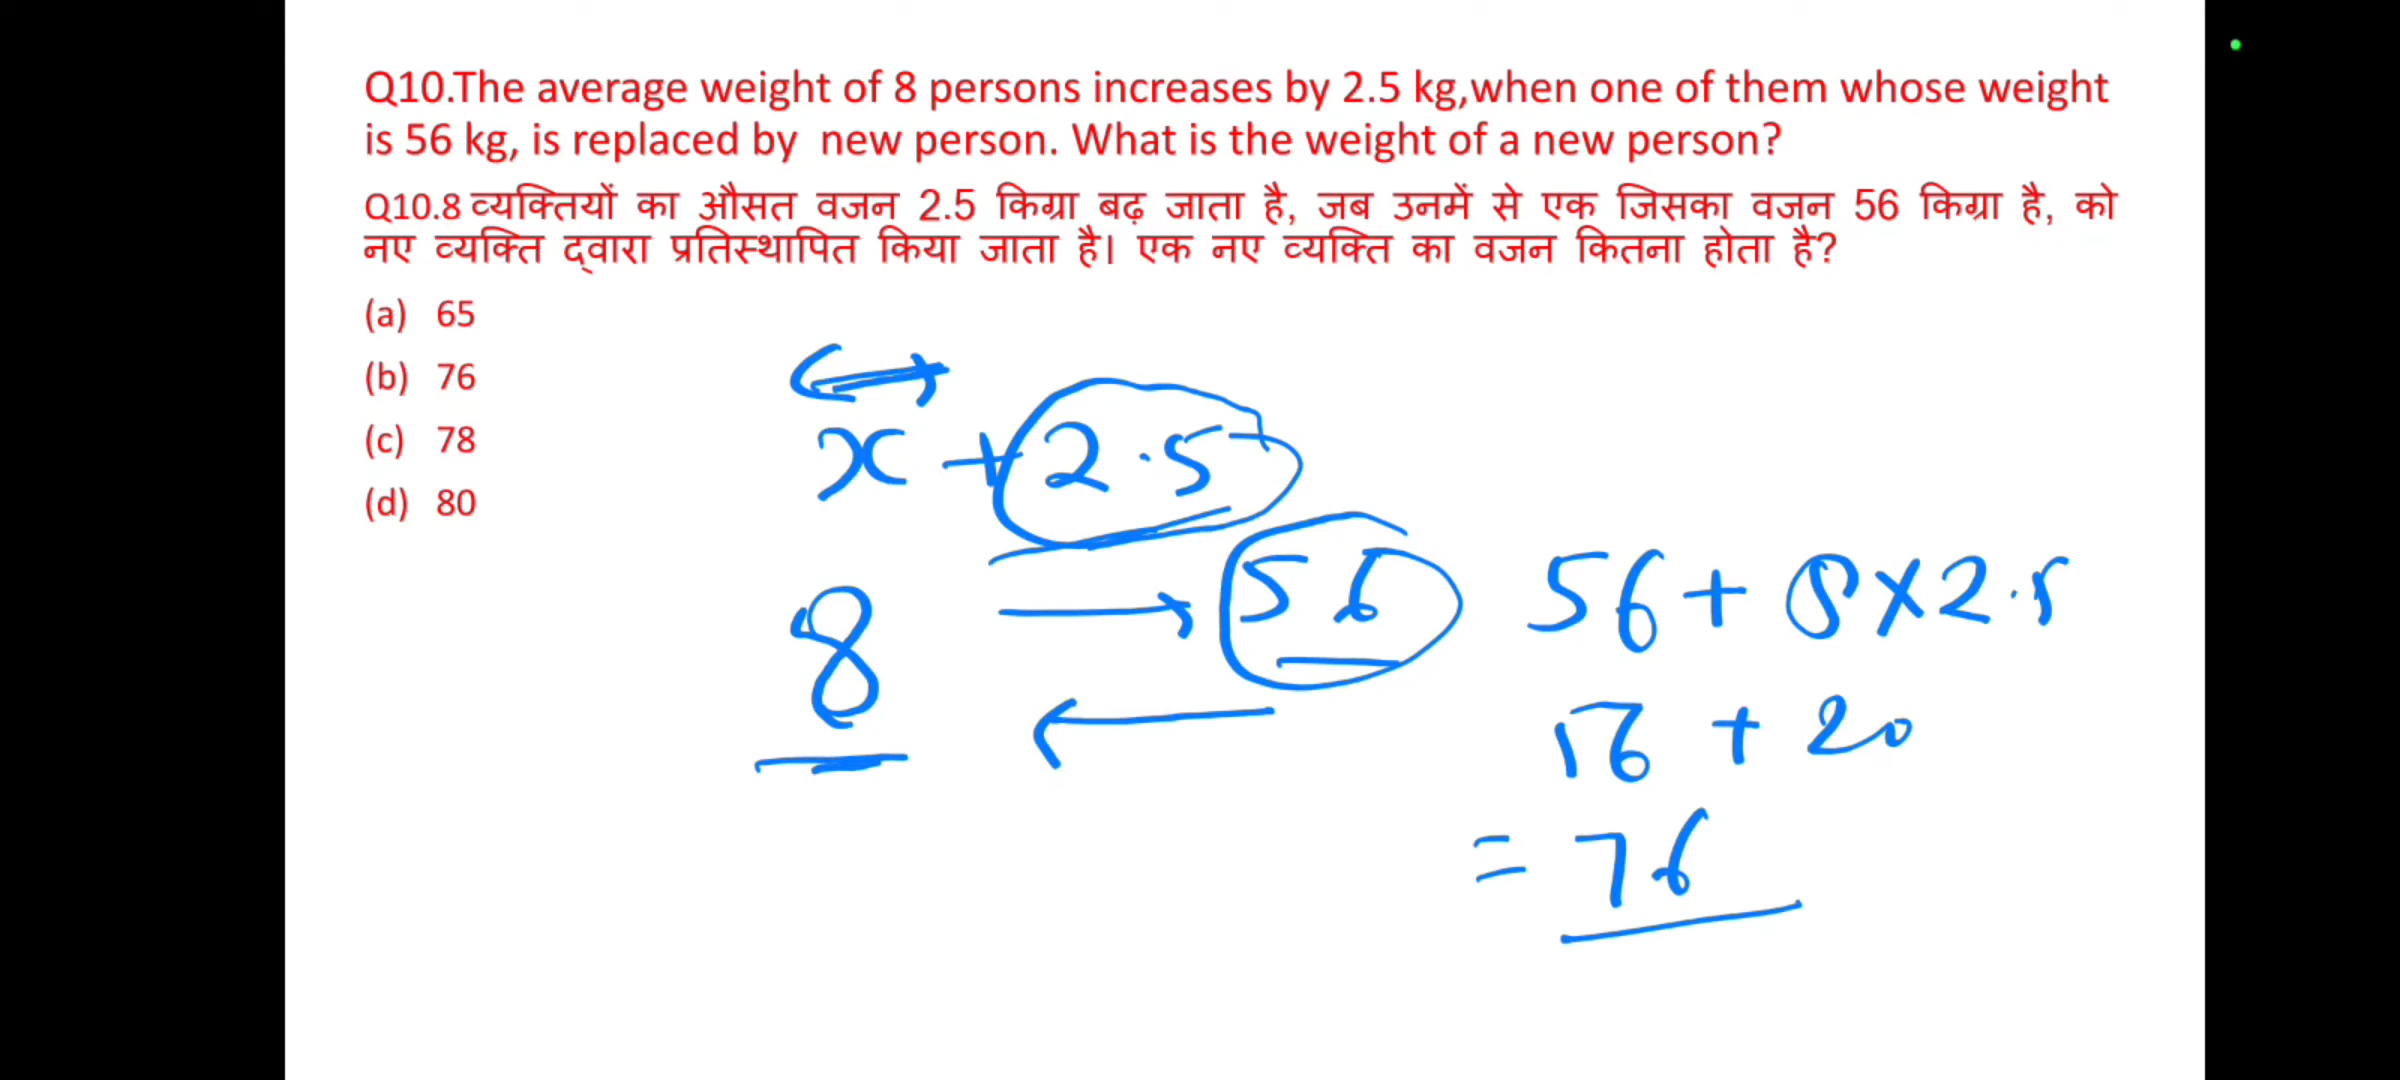 Q10.The average weight of 8 persons increases by 2.5 kg,when one of them whose weight
is 56 kg, is replaced by  new person. What is the weight of a new person?
Q10.8 व्यक्तियों का औसत वजन 2.5 किग्रा बढ़ जाता है, जब उनमें से एक जिसका वजन 56 किग्रा है, को
नए व्यक्ति द्वारा प्रतिस्थापित किया जाता है। एक नए व्यक्ति का वजन कितना होता है?
(a) 65
(b) 76
(c) 78
(d) 80
x + 2.5
8 → 56
←
56 + 8×2.5
56 + 20
= 76